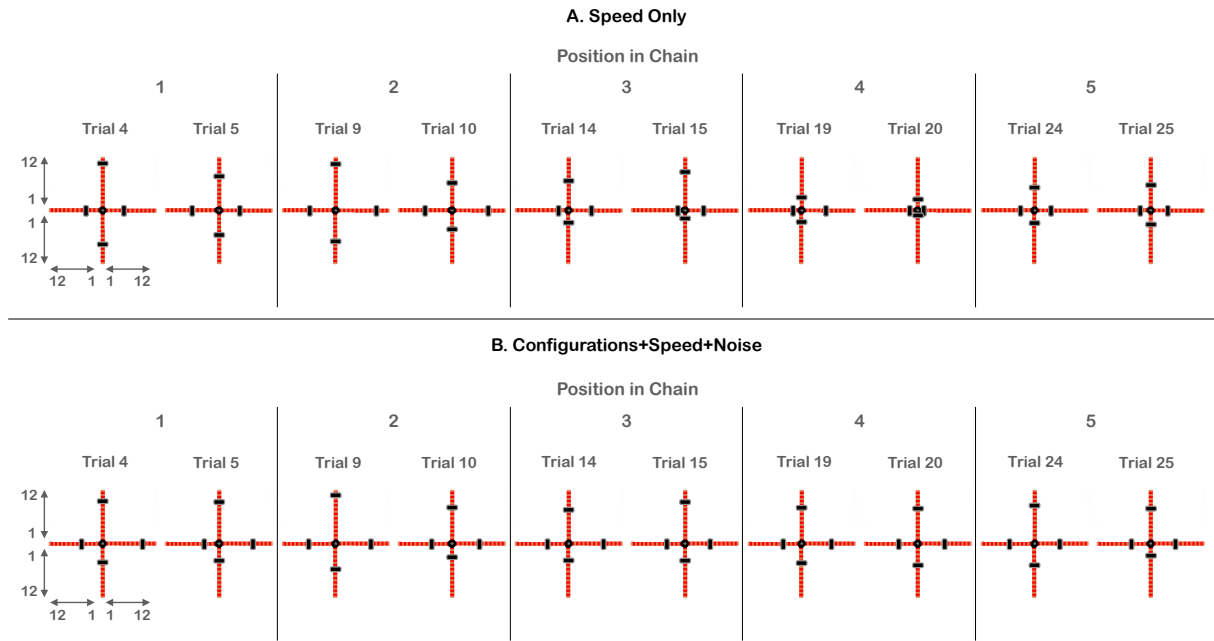 A. Speed Only
Position in Chain
1 2 3 4 5
Trial 4 Trial 5 Trial 9 Trial 10 Trial 14 Trial 15 Trial 19 Trial 20 Trial 24 Trial 25
12
1
1
12
12 1 1 12
B. Configurations+Speed+Noise
Position in Chain
1 2 3 4 5
Trial 4 Trial 5 Trial 9 Trial 10 Trial 14 Trial 15 Trial 19 Trial 20 Trial 24 Trial 25
12
1
1
12
12 1 1 12